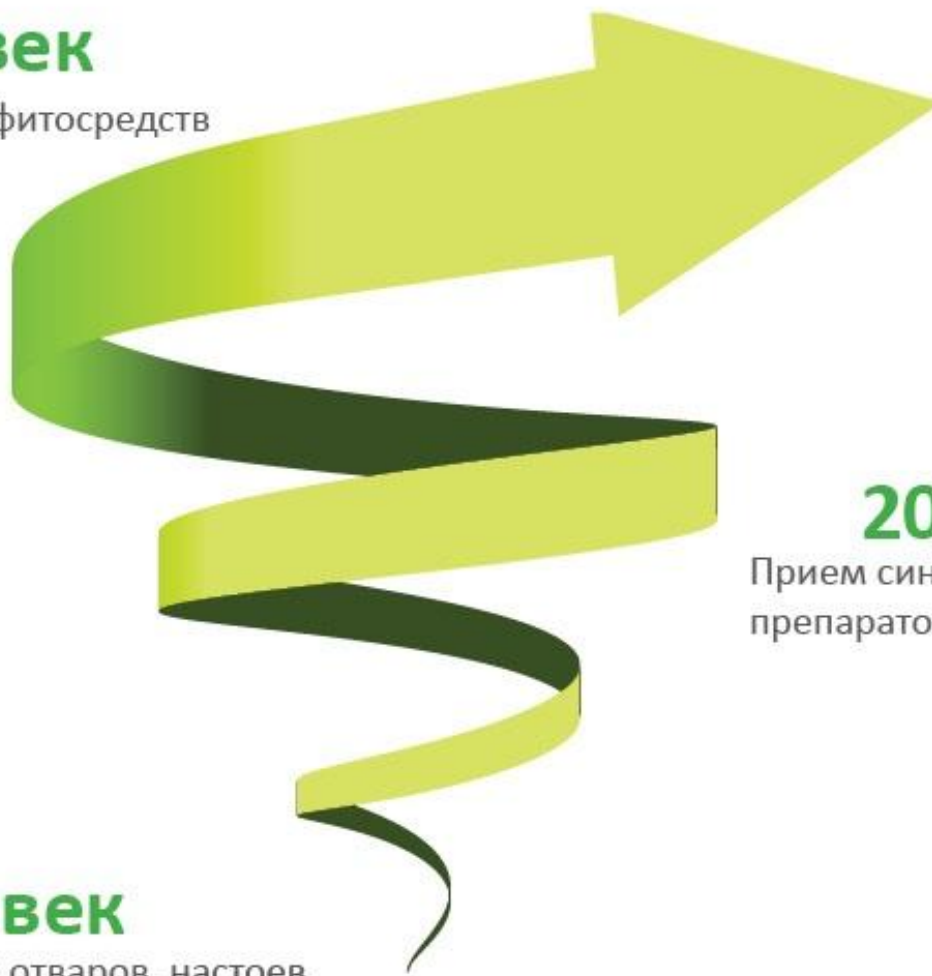 век
фитосредств
20
Прием син
препарато
век
отваров, настоев